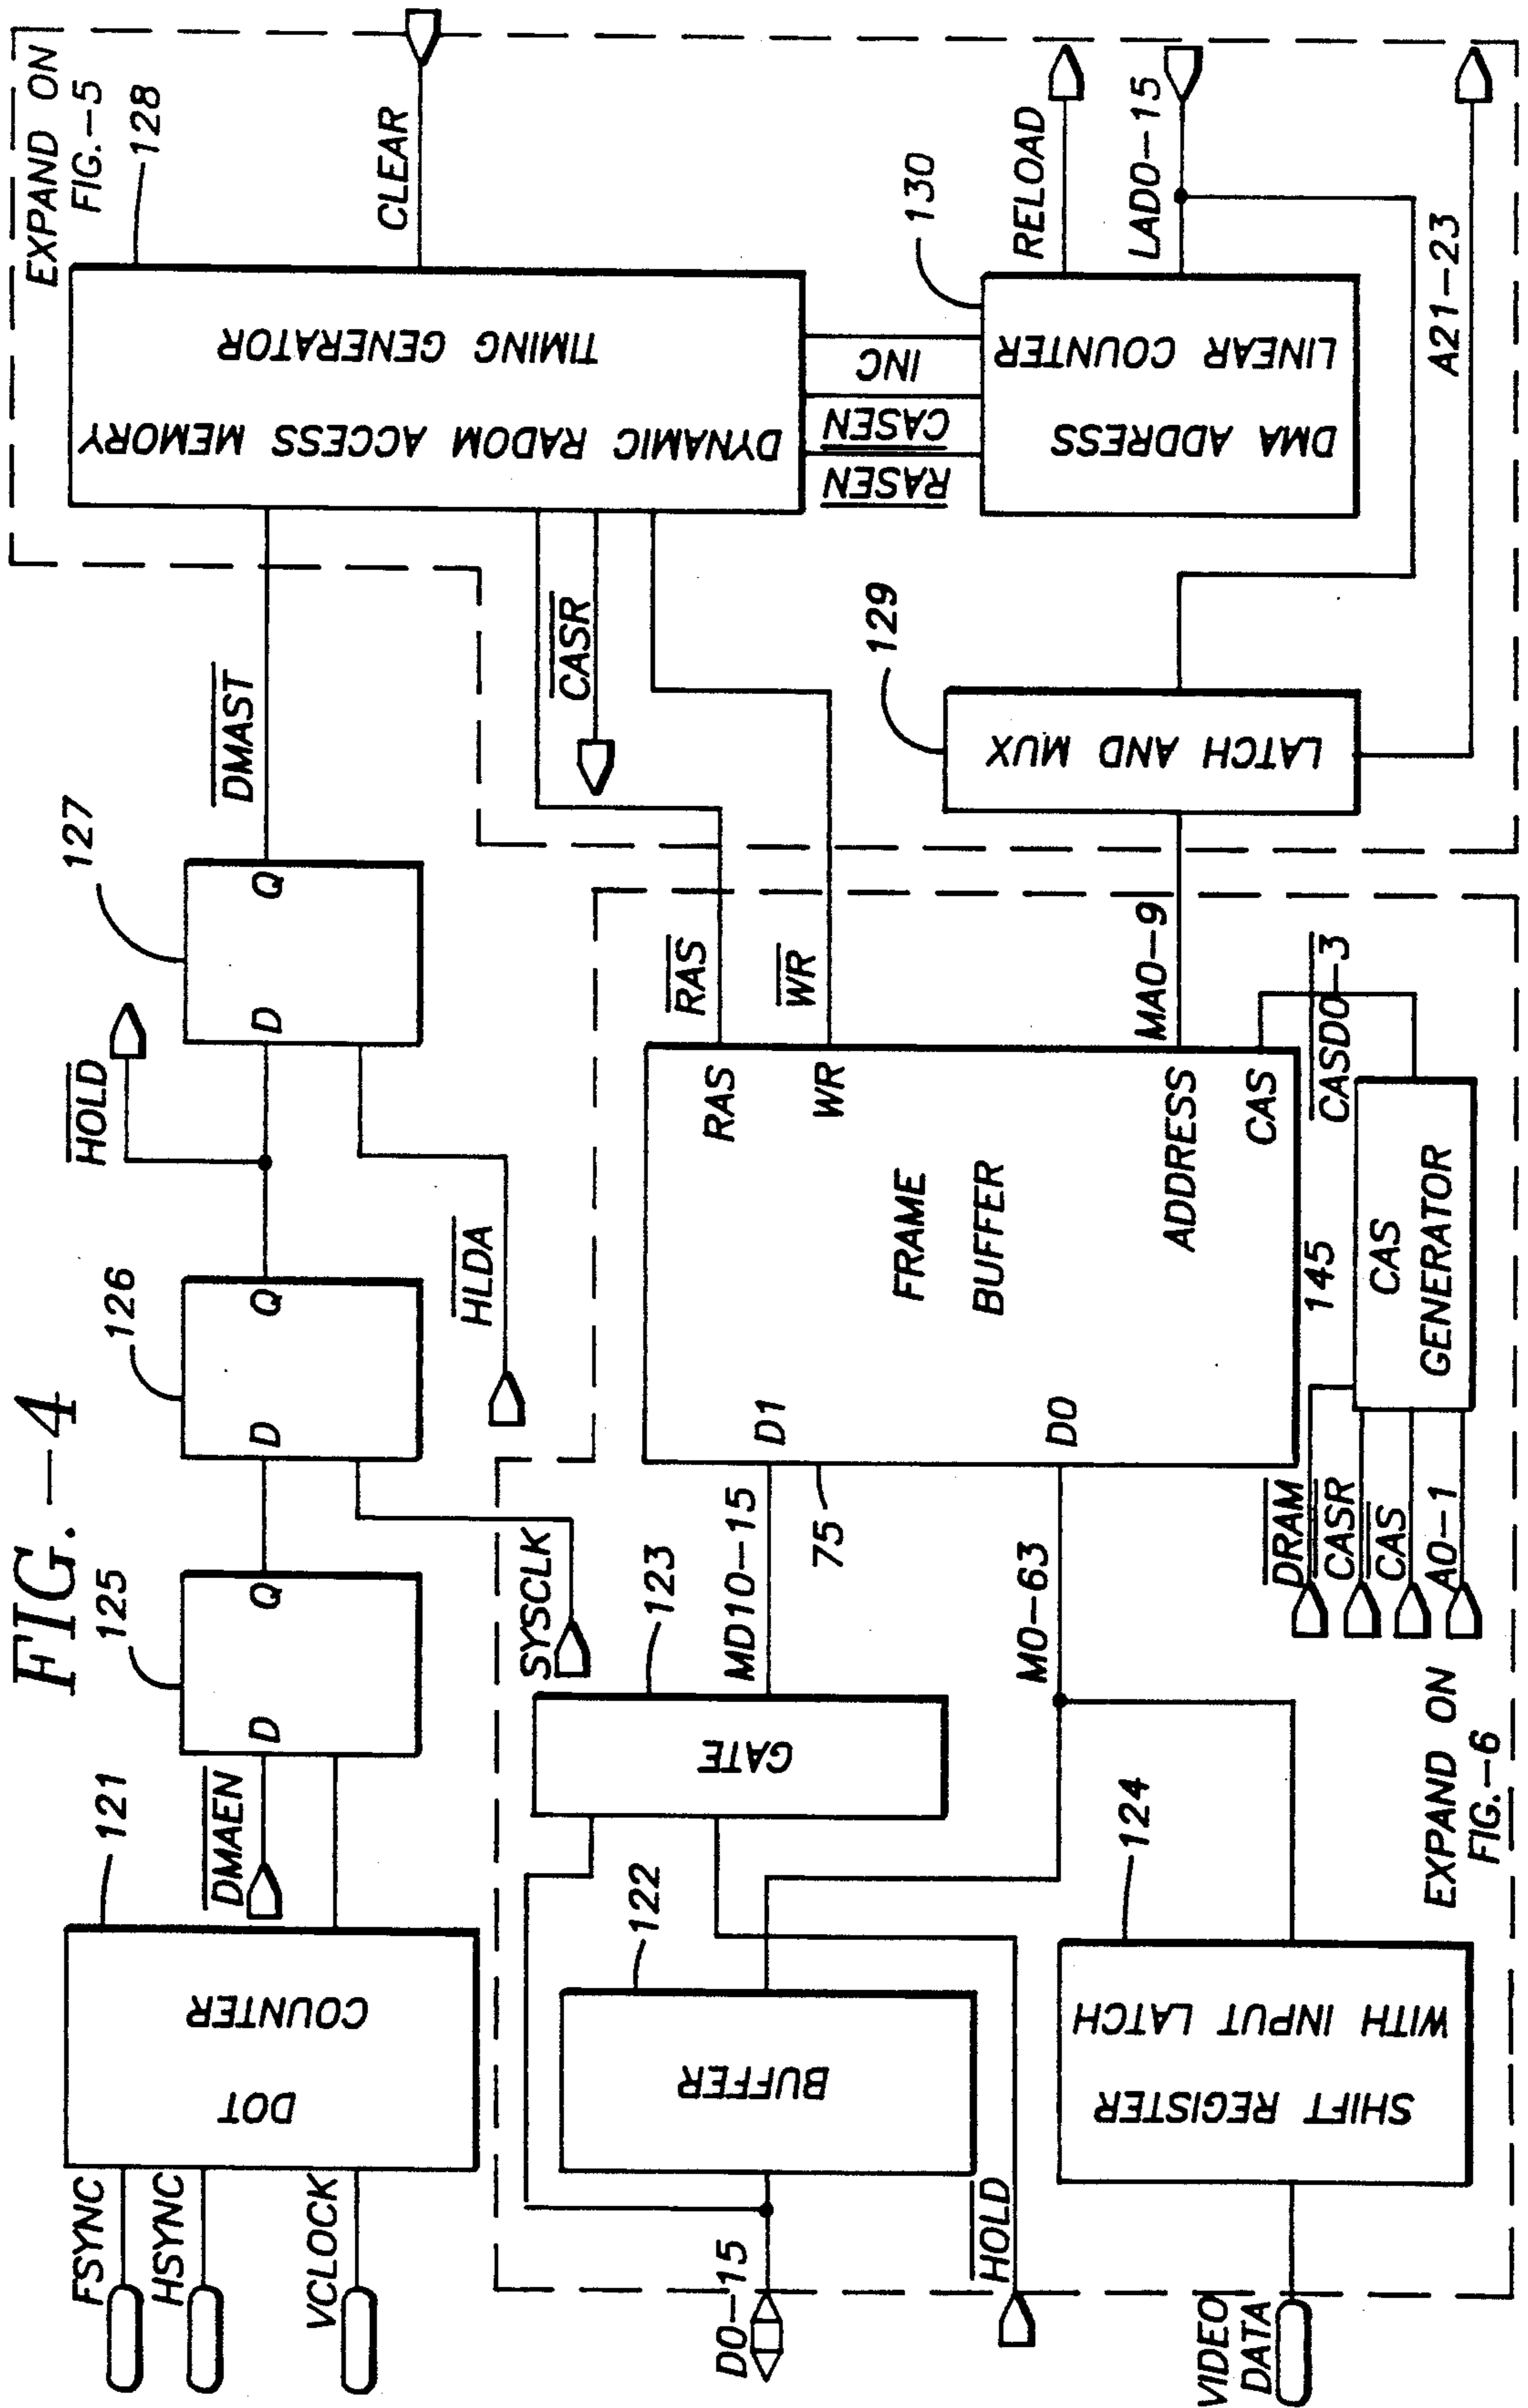 FIG.—4
FSYNC
HSYNC
VCLOCK
DOT
COUNTER
121
DMAEN
D
Q
125
D
Q
126
SYSCLK
HOLD
HLDA
D
Q
127
DMAST
EXPAND ON
FIG.—5
128
DYNAMIC RADOM ACCESS MEMORY
TIMING GENERATOR
CLEAR
RASEN
CASEN
INC
130
DMA ADDRESS
LINEAR COUNTER
RELOAD
LAD0—15
A21—23
CASR
129
LATCH AND MUX
RAS
WR
MA0—9
D0—15
BUFFER
122
HOLD
GATE
123
MD10—15
75
M0—63
VIDEO
DATA
SHIFT REGISTER
WITH INPUT LATCH
124
D1
D0
FRAME
BUFFER
RAS
WR
ADDRESS
CAS
CASD0—3
145
CAS
GENERATOR
DRAM
CASR
CAS
A0—1
EXPAND ON
FIG.—6